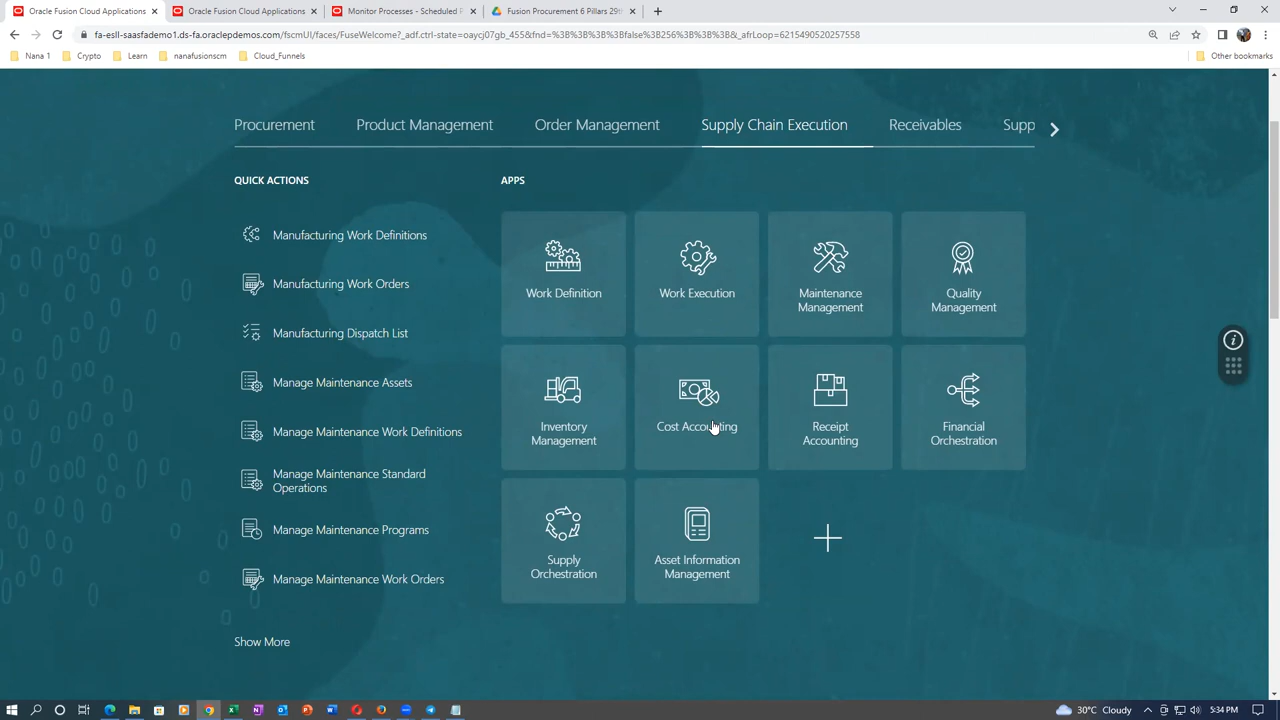 Oracle Fusion Cloud Applications
Oracle Fusion Cloud Applications
Monitor Processes - Scheduled P
Fusion Procurement 6 Pillars 29th
fa-esll-saasfademo1.ds-fa.oraclepdemos.com/fscmUI/faces/FuseWelcome?_adf.ctrl-state=oaycj07gb_455&fnd=%3B%3B%3B%3Bfalse%3B256%3B%3B%3B&_afrLoop=6215490520257558
Nana 1
Crypto
Learn
nanafusionscm
Cloud_Funnels
Other bookmarks
Procurement
Product Management
Order Management
Supply Chain Execution
Receivables
Supp
QUICK ACTIONS
APPS
Manufacturing Work Definitions
Manufacturing Work Orders
Manufacturing Dispatch List
Manage Maintenance Assets
Manage Maintenance Work Definitions
Manage Maintenance Standard
Operations
Manage Maintenance Programs
Manage Maintenance Work Orders
Show More
Work Definition
Work Execution
Maintenance
Management
Quality
Management
Inventory
Management
Cost Accounting
Receipt
Accounting
Financial
Orchestration
Supply
Orchestration
Asset Information
Management
30°C Cloudy
5:34 PM